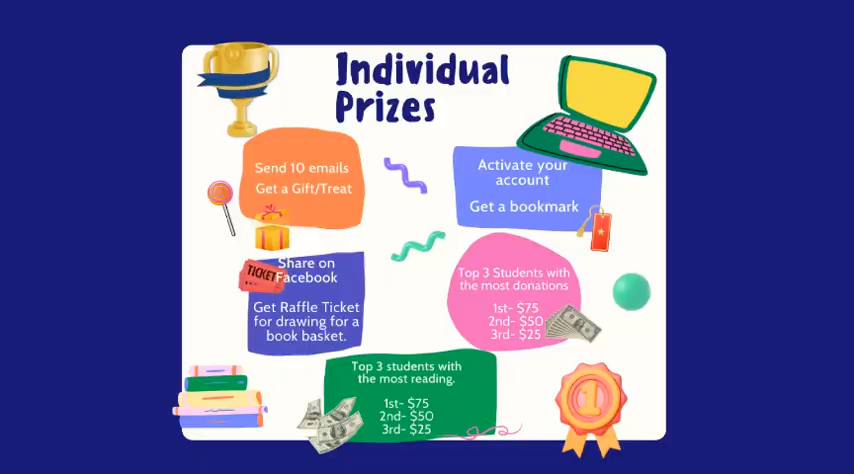 Individual
Prizes
Send 10 emails
Get a Gift/Treat
Activate your
account
Get a bookmark
TICKET
Share on
Facebook
Get Raffle Ticket
for drawing for a
book basket.
Top 3 Students with
the most donations
1st- $75
2nd- $50
3rd- $25
Top 3 students with
the most reading.
1st- $75
2nd- $50
3rd- $25
1